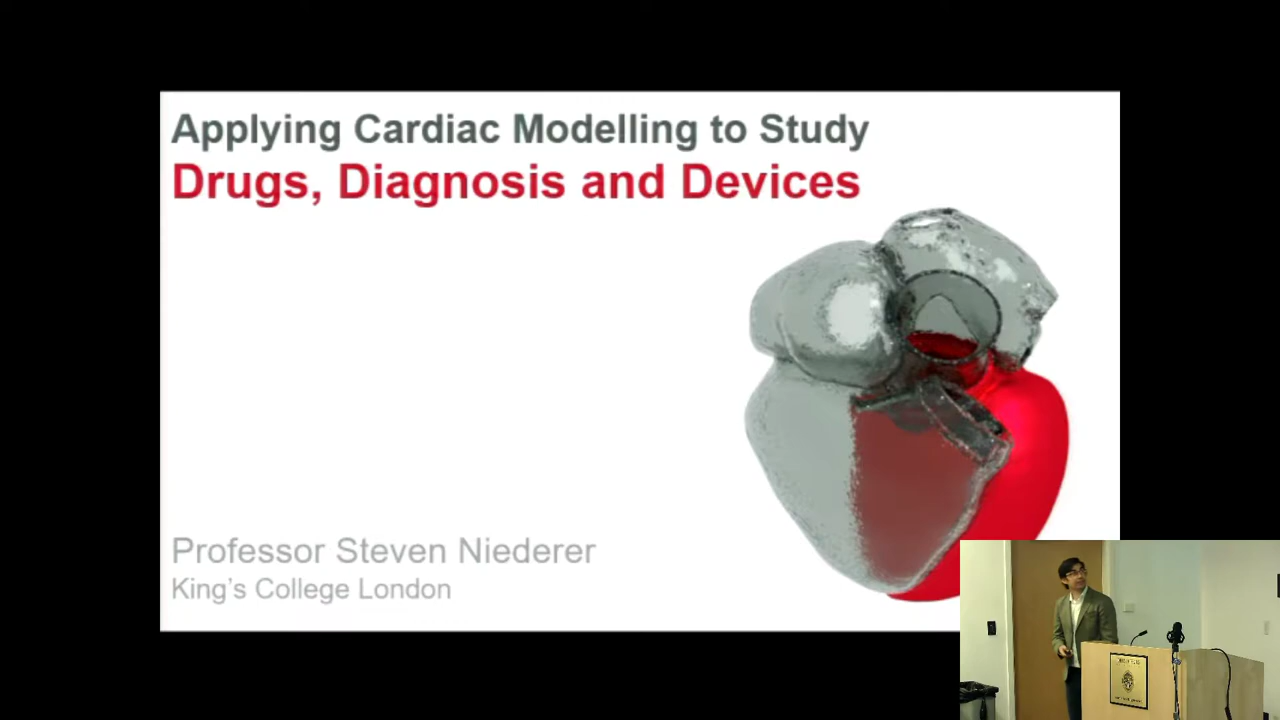 Applying Cardiac Modelling to Study
Drugs, Diagnosis and Devices
Professor Steven Niederer
King's College London